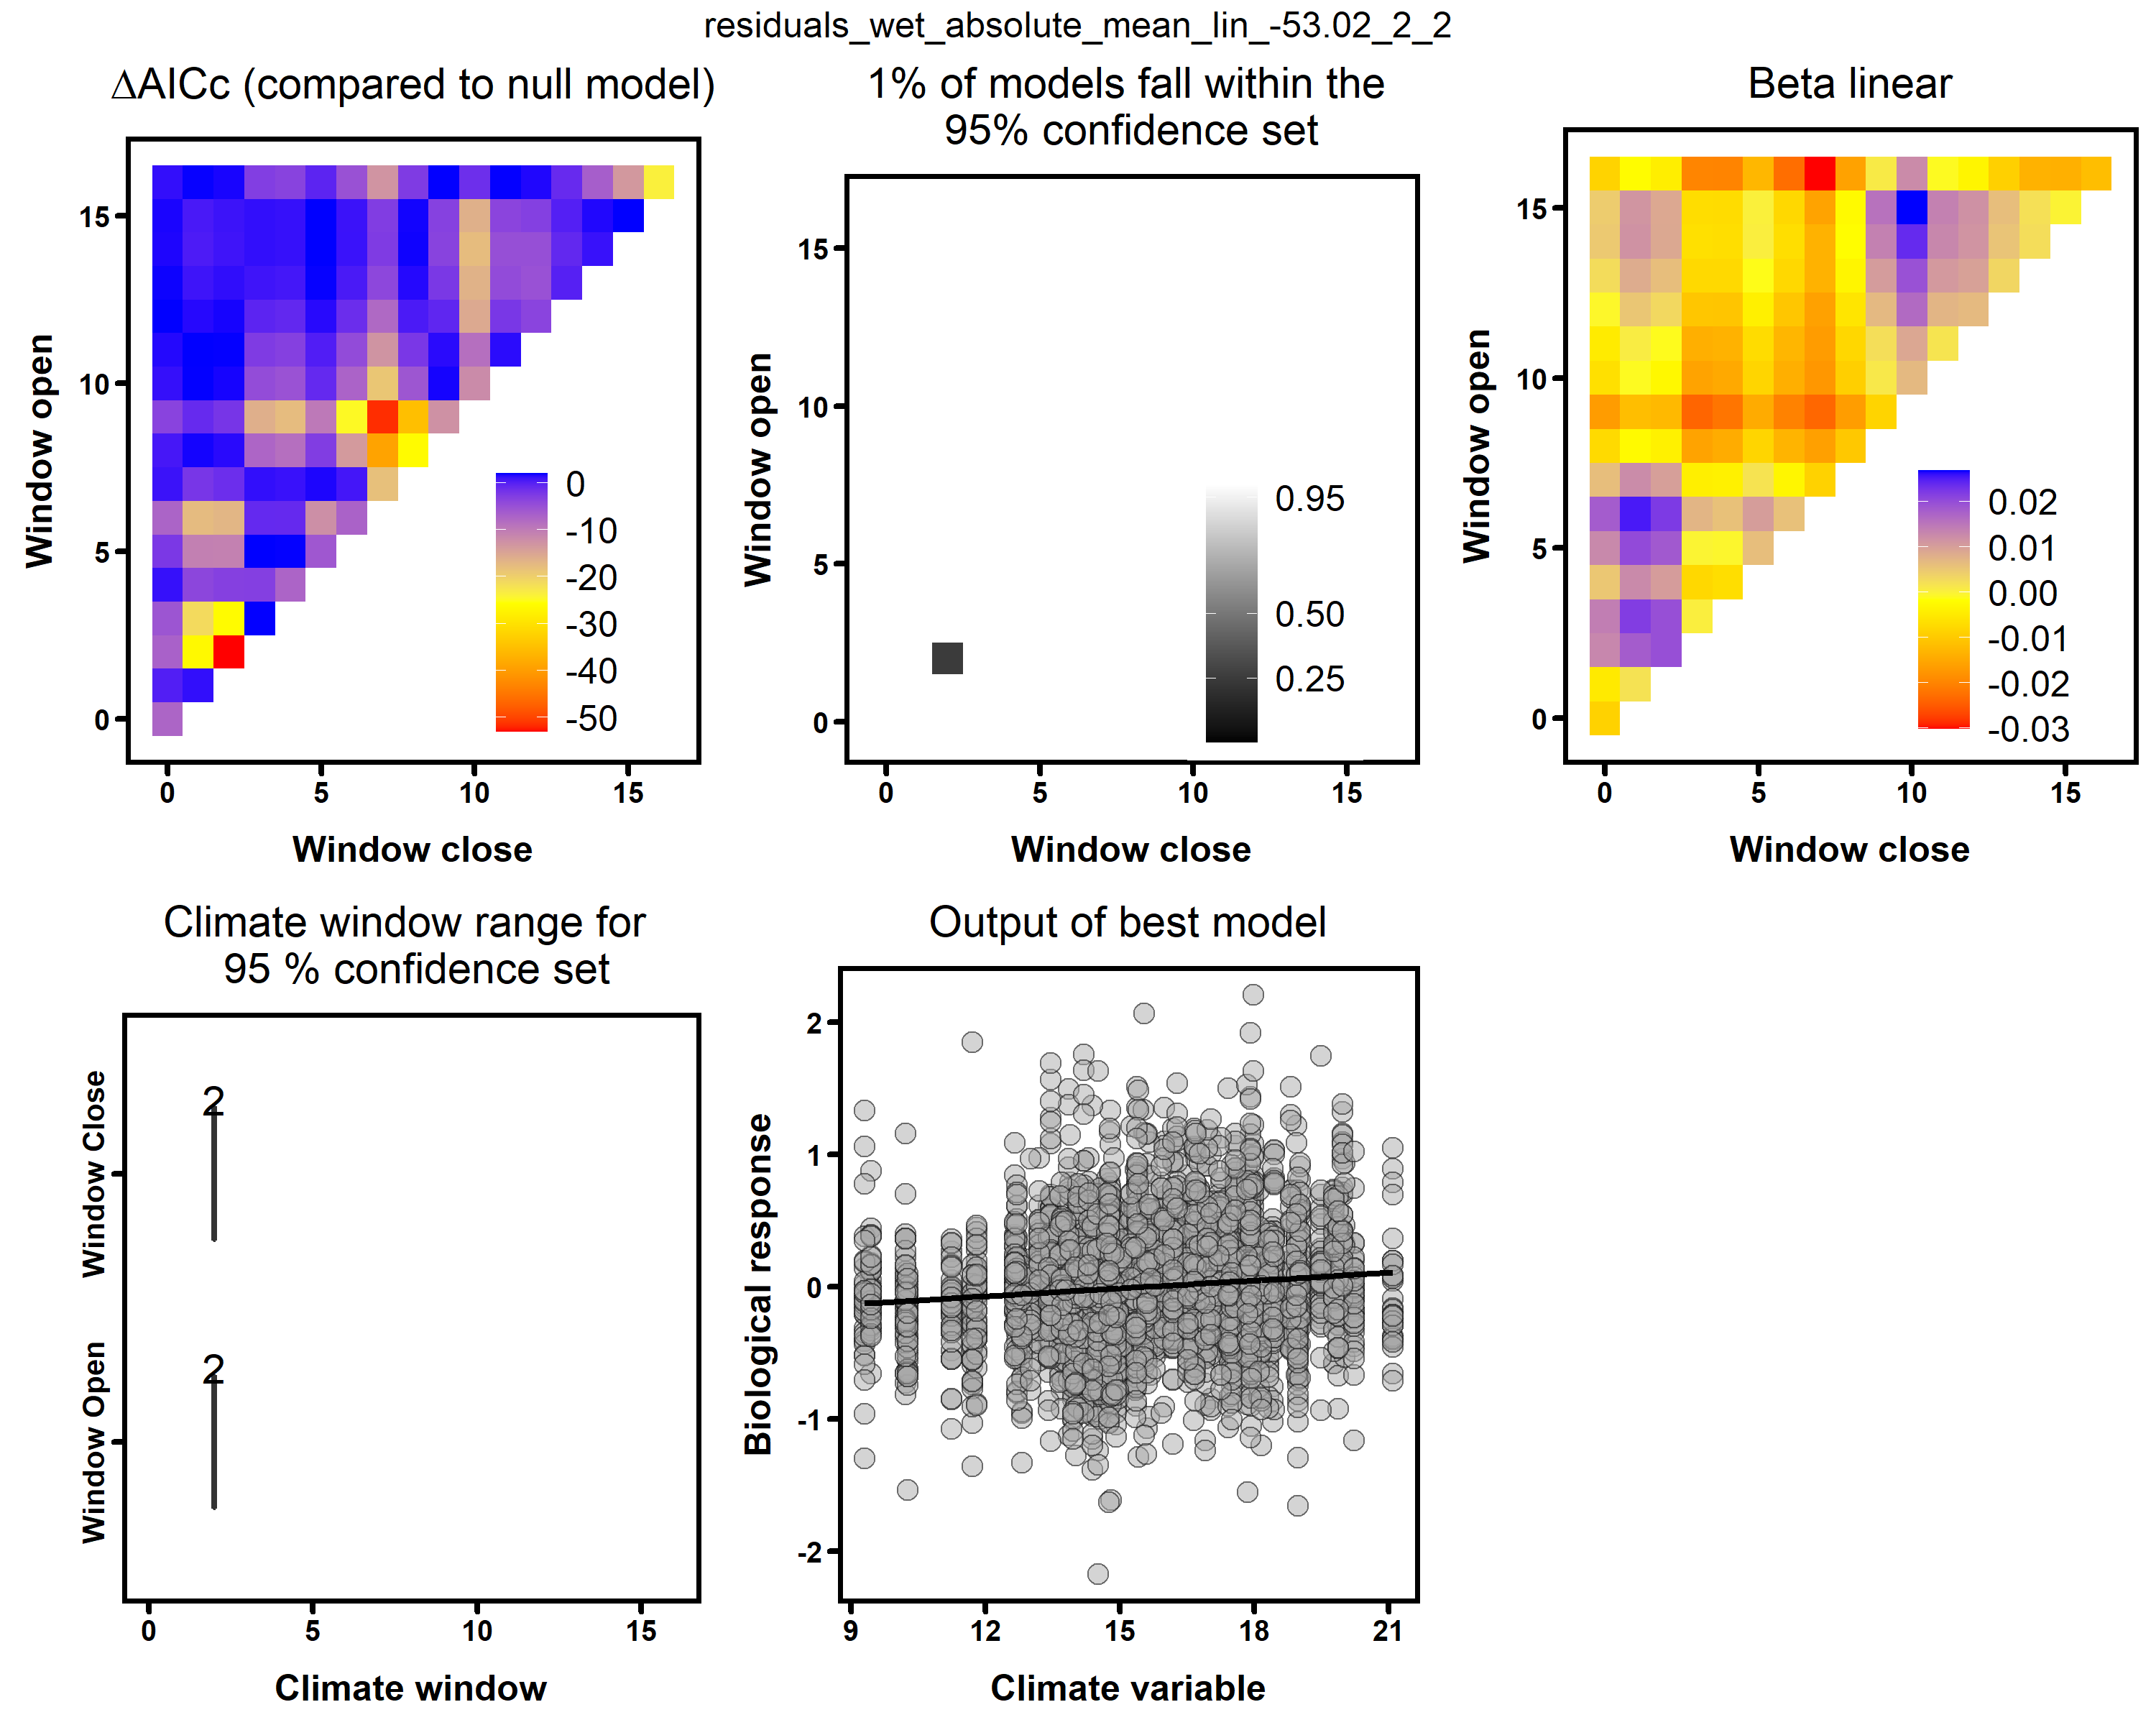 residuals_wet_absolute_mean_lin_-53.02_2_2
ΔAICc (compared to null model)
Window open
15
10
5
0
0
-10
-20
-30
-40
-50
0
5
10
15
Window close
1% of models fall within the
95% confidence set
Window open
15
10
5
0
0.95
0.50
0.25
0
5
10
15
Window close
Beta linear
Window open
15
10
5
0
0.02
0.01
0.00
-0.01
-0.02
-0.03
0
5
10
15
Window close
Climate window range for
95 % confidence set
Window Close
Window Open
2
2
0
5
10
15
Climate window
Output of best model
Biological response
2
1
0
-1
-2
9
12
15
18
21
Climate variable